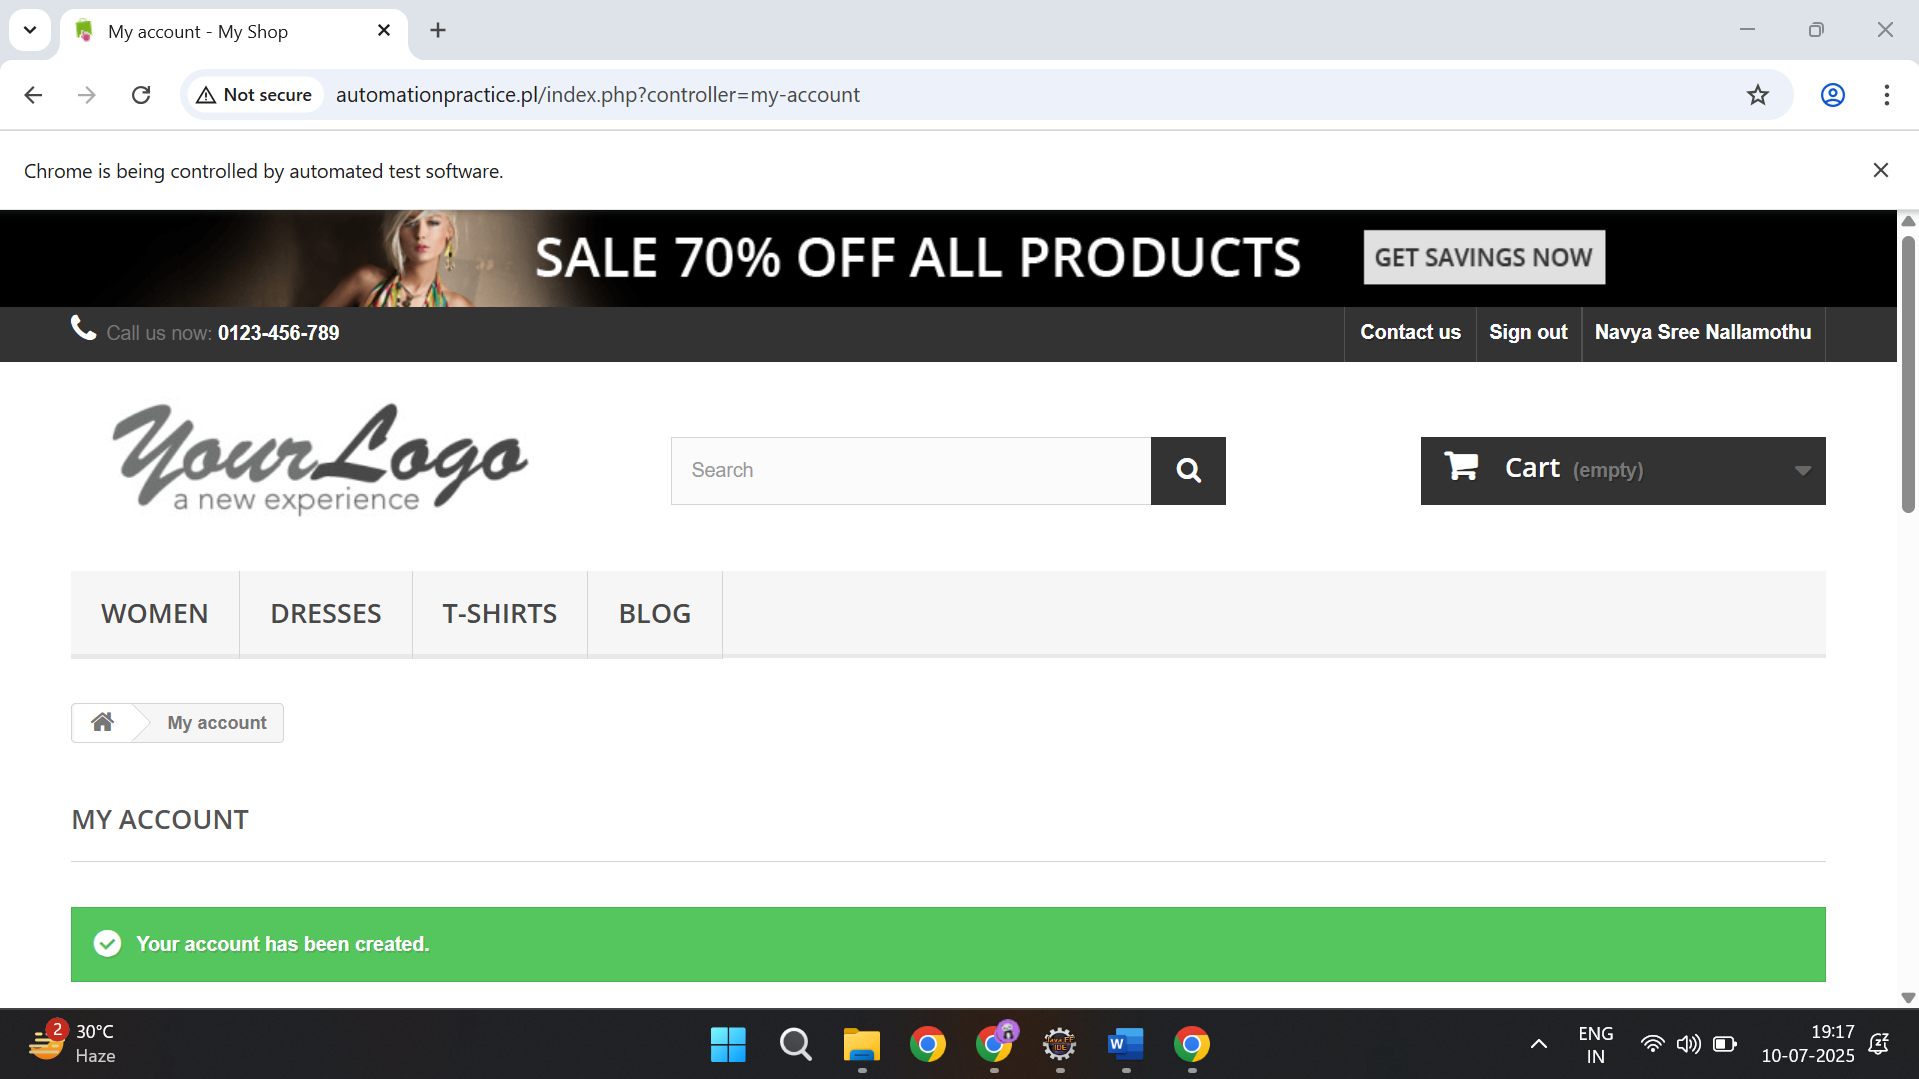 My account - My Shop
Not secure automationpractice.pl/index.php?controller=my-account
Chrome is being controlled by automated test software.
SALE 70% OFF ALL PRODUCTS GET SAVINGS NOW
Call us now: 0123-456-789 Contact us Sign out Navya Sree Nallamothu
YourLogo
a new experience
Search
Cart (empty)
WOMEN DRESSES T-SHIRTS BLOG
My account
MY ACCOUNT
Your account has been created.
2 30°C
Haze
Java EE
IDE
W
ENG
IN
19:17
10-07-2025